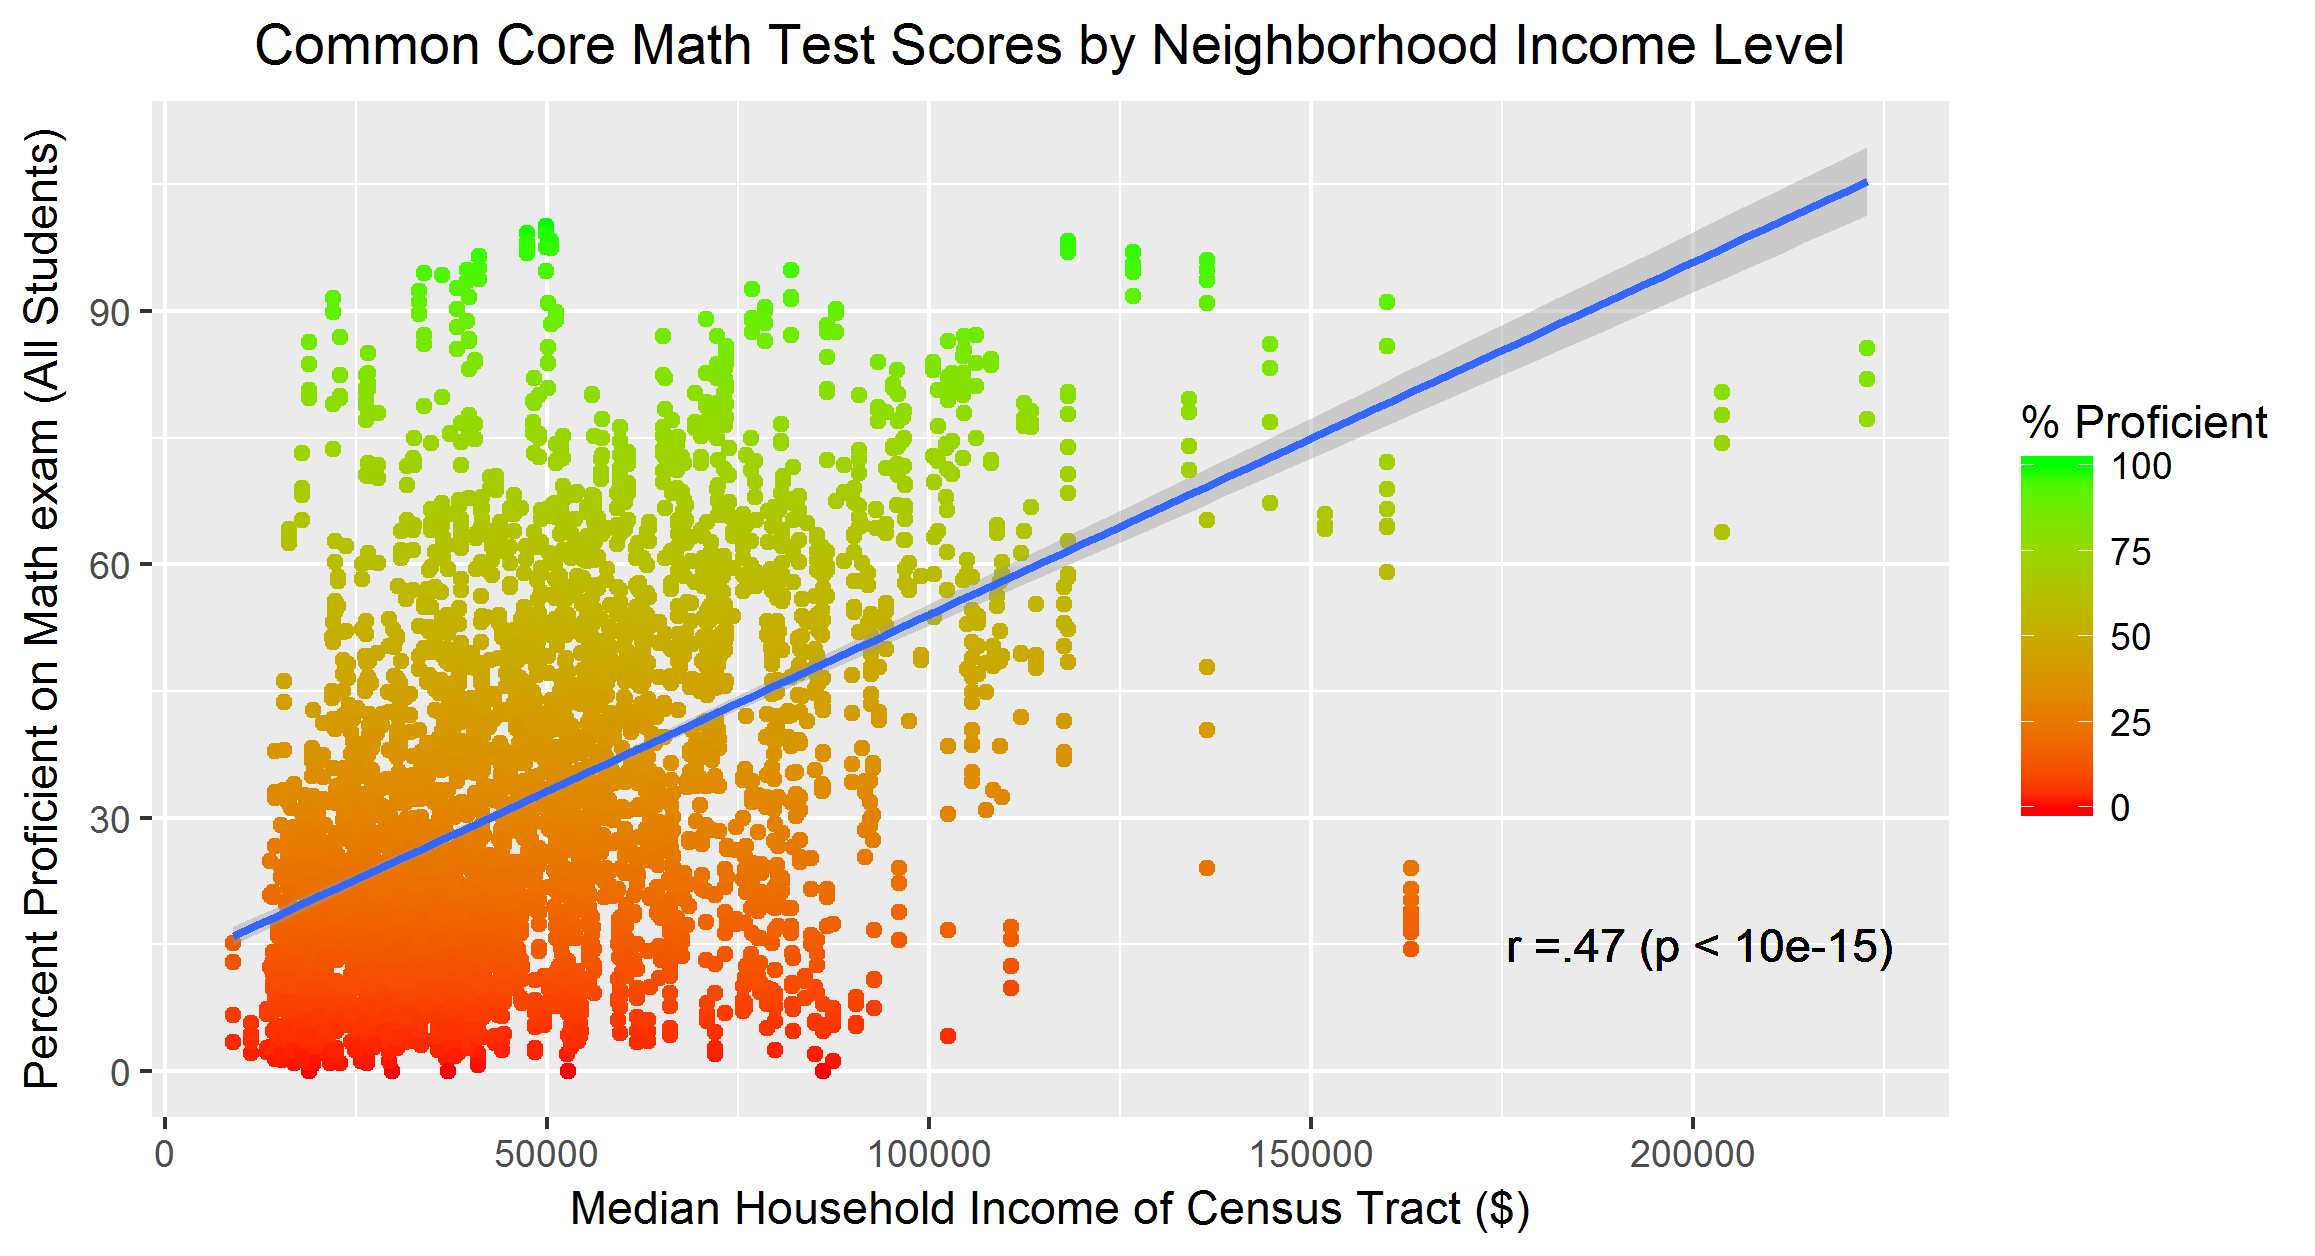 Common Core Math Test Scores by Neighborhood Income Level
Percent Proficient on Math exam (All Students)
90
60
30
0
% Proficient
100
75
50
25
0
r =.47 (p < 10e-15)
0 50000 100000 150000 200000
Median Household Income of Census Tract ($)